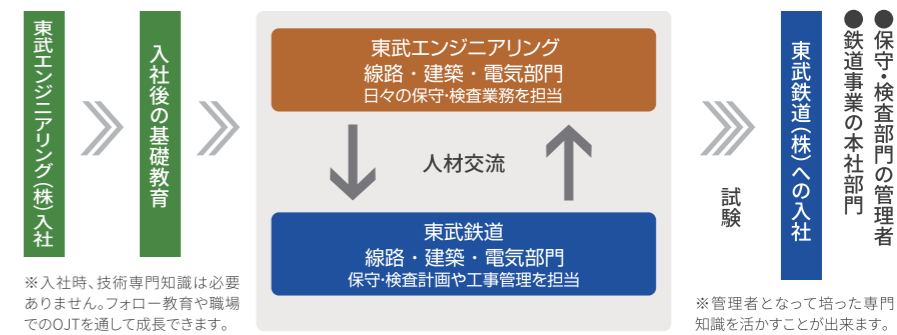 東武エンジニアリング(株)入社
入社後の基礎教育
東武エンジニアリング
線路・建築・電気部門
日々の保守・検査業務を担当
人材交流
東武鉄道
線路・建築・電気部門
保守・検査計画や工事管理を担当
試験
東武鉄道(株)への入社
●保守・検査部門の管理者
●鉄道事業の本社部門
※入社時、技術専門知識は必要
ありません。フォロー教育や職場
でのOJTを通して成長できます。
※管理者となって培った専門
知識を活かすことが出来ます。